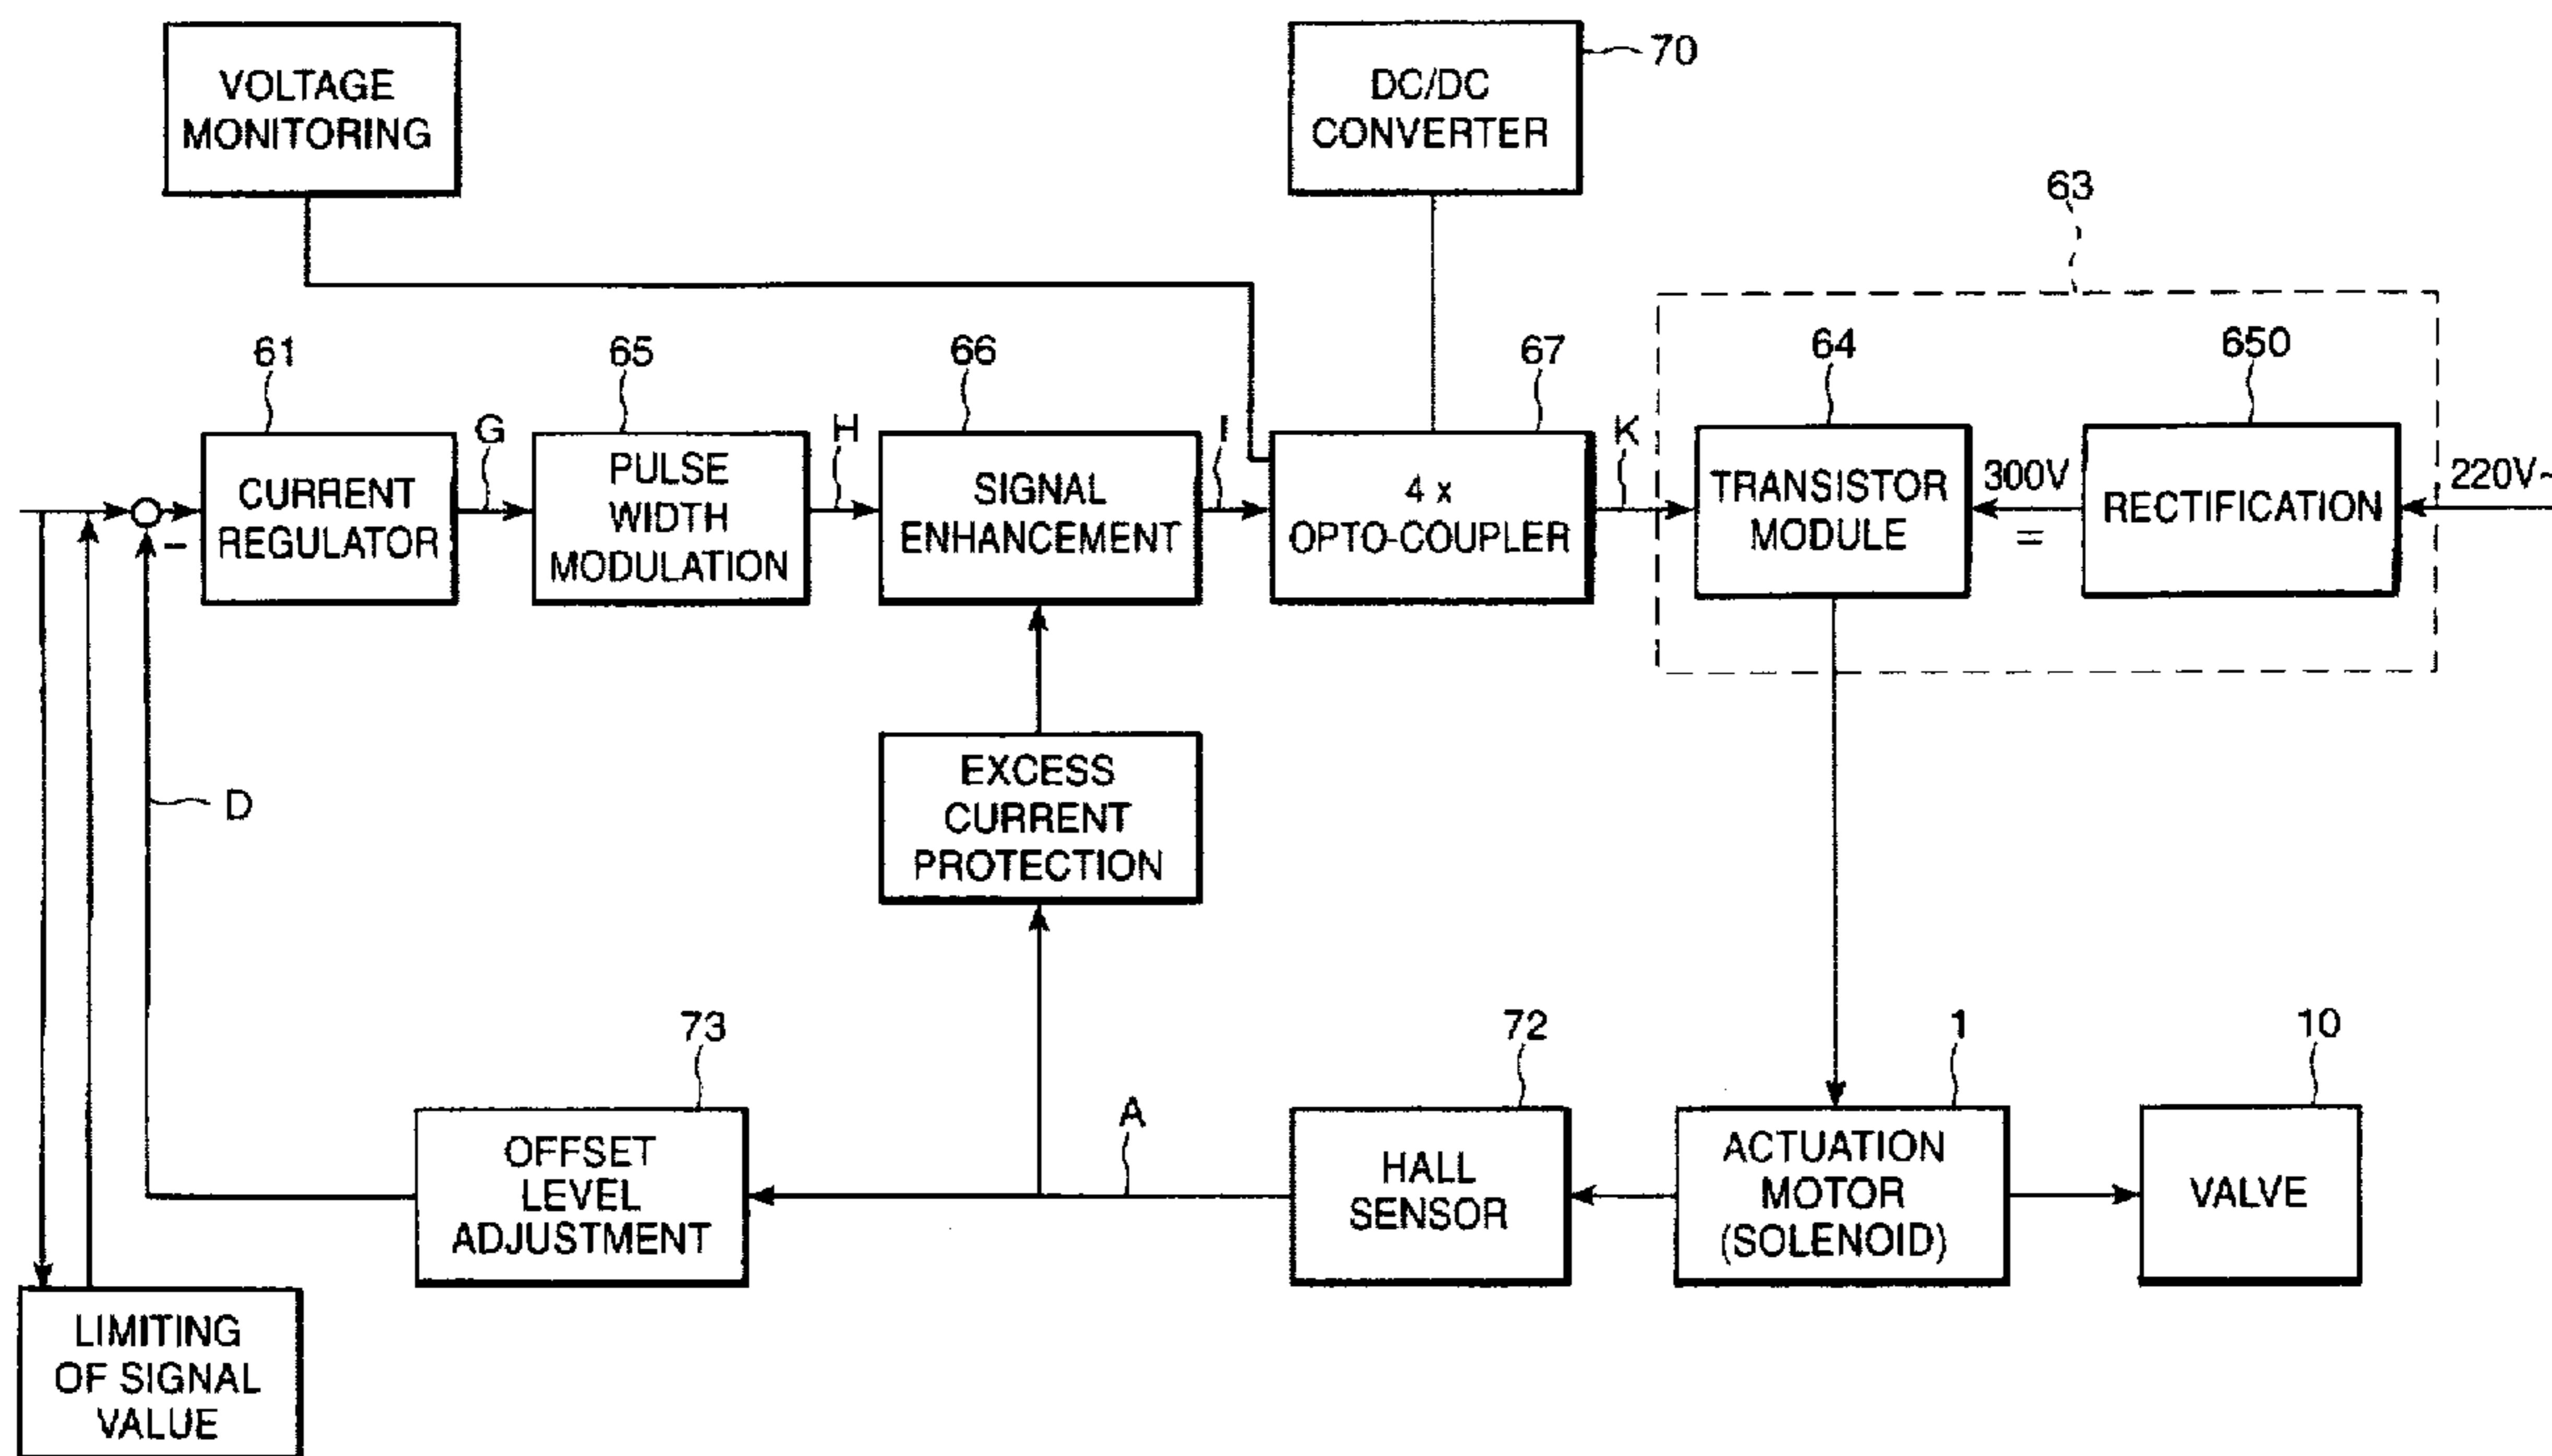 VOLTAGE
MONITORING
DC/DC
CONVERTER
70
63
61
65
66
67
64
650
G
H
I
K
CURRENT
REGULATOR
PULSE
WIDTH
MODULATION
SIGNAL
ENHANCEMENT
4 x
OPTO-COUPLER
TRANSISTOR
MODULE
300V
=
RECTIFICATION
220V~
–
D
EXCESS
CURRENT
PROTECTION
73
72
1
10
A
OFFSET
LEVEL
ADJUSTMENT
HALL
SENSOR
ACTUATION
MOTOR
(SOLENOID)
VALVE
LIMITING
OF SIGNAL
VALUE